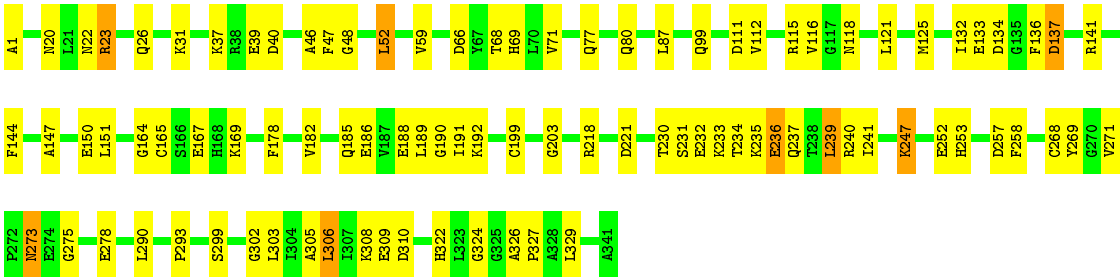 A1 N20 L21 N22 R23 Q26 K31 K37 R38 E39 D40 A46 F47 G48 L52 V59 D66 Y67 T68 H69 L70 V71 Q77 Q80 L87 Q99 D111 V112 R115 V116 G117 N118 L121 M125 I132 E133 D134 G135 F136 D137 R141
F144 A147 E150 L151 G164 C165 S166 E167 H168 K169 F178 V182 Q185 E186 V187 E188 L189 G190 I191 K192 C199 G203 R218 D221 T230 S231 E232 K233 T234 K235 E236 Q237 T238 L239 R240 I241 K247 E252 H253 D257 F258 C268 Y269 G270 V271
P272 N273 E274 G275 E278 L290 P293 S299 G302 L303 I304 A305 L306 I307 K308 E309 D310 H322 L323 G324 G325 A326 P327 A328 L329 A341